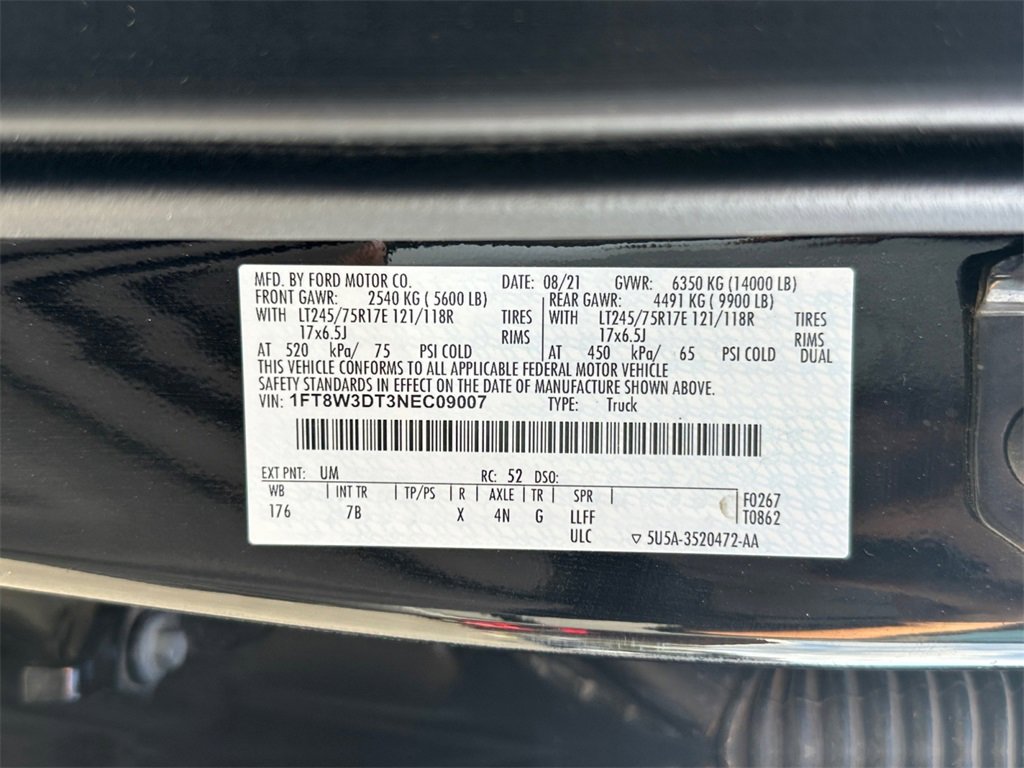 MFD. BY FORD MOTOR CO. DATE: 08/21 GVWR: 6350 KG (14000 LB)
FRONT GAWR: 2540 KG ( 5600 LB) REAR GAWR: 4491 KG ( 9900 LB)
WITH LT245/75R17E 121/118R TIRES WITH LT245/75R17E 121/118R TIRES
17x6.5J RIMS 17x6.5J RIMS
AT 520 kPa/ 75 PSI COLD AT 450 kPa/ 65 PSI COLD DUAL
THIS VEHICLE CONFORMS TO ALL APPLICABLE FEDERAL MOTOR VEHICLE
SAFETY STANDARDS IN EFFECT ON THE DATE OF MANUFACTURE SHOWN ABOVE.
VIN: 1FT8W3DT3NEC09007 TYPE: Truck
EXT PNT: UM RC: 52 DSO:
WB INT TR TP/PS R AXLE TR SPR F0267
176 7B X 4N G LLFF T0862
ULC 5U5A-3520472-AA